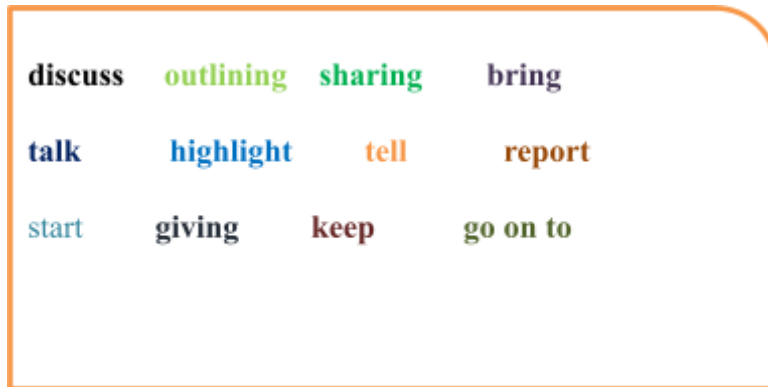 discuss outlining sharing bring
talk highlight tell report
start giving keep go on to